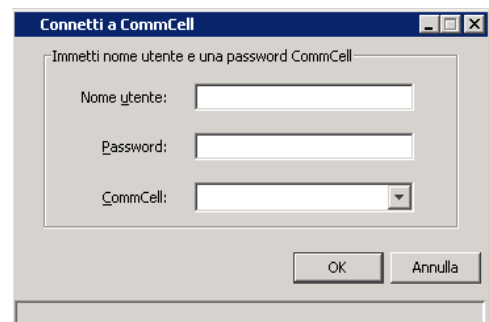 Connetti a CommCell
Immetti nome utente e una password CommCell
Nome utente:
Password:
CommCell:
OK Annulla